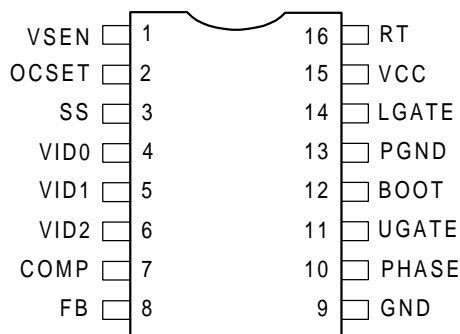 VSEN 1 16 RT
OCSET 2 15 VCC
SS 3 14 LGATE
VID0 4 13 PGND
VID1 5 12 BOOT
VID2 6 11 UGATE
COMP 7 10 PHASE
FB 8 9 GND